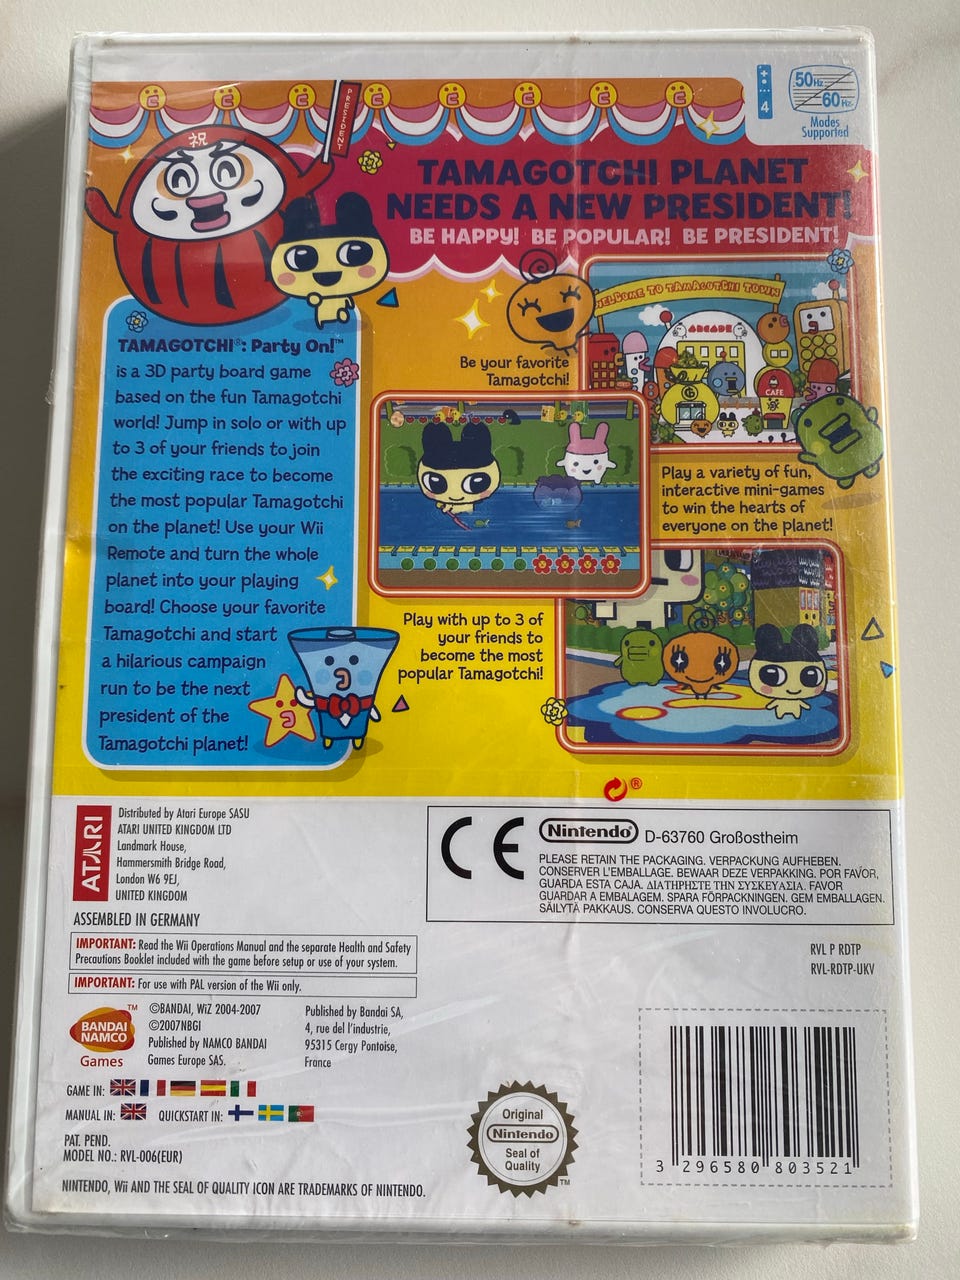 祝
PRESIDENT
4
50Hz
60Hz
Modes
Supported
TAMAGOTCHI PLANET
NEEDS A NEW PRESIDENT!
BE HAPPY! BE POPULAR! BE PRESIDENT!
TAMAGOTCHI®: Party On!™
is a 3D party board game
based on the fun Tamagotchi
world! Jump in solo or with up
to 3 of your friends to join
the exciting race to become
the most popular Tamagotchi
on the planet! Use your Wii
Remote and turn the whole
planet into your playing
board! Choose your favorite
Tamagotchi and start
a hilarious campaign
run to be the next
president of the
Tamagotchi planet!
Be your favorite
Tamagotchi!
WELCOME TO TAMAGOTCHI TOWN
ARCADE
CAFE
Play a variety of fun,
interactive mini-games
to win the hearts of
everyone on the planet!
Play with up to 3 of
your friends to
become the most
popular Tamagotchi!
®
ATARI
Distributed by Atari Europe SASU
ATARI UNITED KINGDOM LTD
Landmark House,
Hammersmith Bridge Road,
London W6 9EJ,
UNITED KINGDOM
ASSEMBLED IN GERMANY
CE
Nintendo® D-63760 Großostheim
PLEASE RETAIN THE PACKAGING. VERPACKUNG AUFHEBEN.
CONSERVER L'EMBALLAGE. BEWAAR DEZE VERPAKKING. POR FAVOR,
GUARDA ESTA CAJA. ΔΙΑΤΗΡΗΣΤΕ ΤΗΝ ΣΥΣΚΕΥΑΣΙΑ. FAVOR
GUARDAR A EMBALAGEM. SPARA FÖRPACKNINGEN. GEM EMBALLAGEN.
SÄILYTÄ PAKKAUS. CONSERVA QUESTO INVOLUCRO.
IMPORTANT: Read the Wii Operations Manual and the separate Health and Safety
Precautions Booklet included with the game before setup or use of your system.
IMPORTANT: For use with PAL version of the Wii only.
RVL P RDTP
RVL-RDTP-UKV
BANDAI
NAMCO
Games
™
©BANDAI, WiZ 2004-2007
©2007NBGI
Published by NAMCO BANDAI
Games Europe SAS.
Published by Bandai SA,
4, rue del l'industrie,
95315 Cergy Pontoise,
France
GAME IN:
MANUAL IN: QUICKSTART IN:
PAT. PEND.
MODEL NO.: RVL-006(EUR)
NINTENDO, Wii AND THE SEAL OF QUALITY ICON ARE TRADEMARKS OF NINTENDO.
Original
Nintendo
Seal of
Quality
™
3 296580 803521